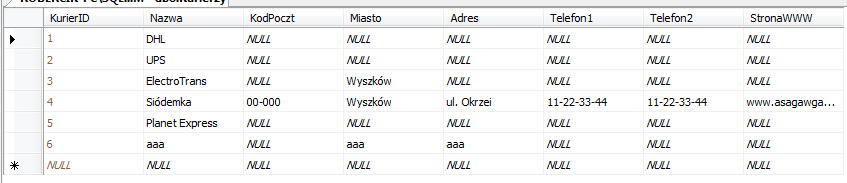 KurierID Nazwa KodPoczt Miasto Adres Telefon1 Telefon2 StronaWWW
1 DHL NULL NULL NULL NULL NULL NULL
2 UPS NULL NULL NULL NULL NULL NULL
3 ElectroTrans NULL Wyszków NULL NULL NULL NULL
4 Siódemka 00-000 Wyszków ul. Okrzei 11-22-33-44 11-22-33-44 www.asagawga...
5 Planet Express NULL NULL NULL NULL NULL NULL
6 aaa NULL aaa aaa NULL NULL NULL
NULL NULL NULL NULL NULL NULL NULL NULL